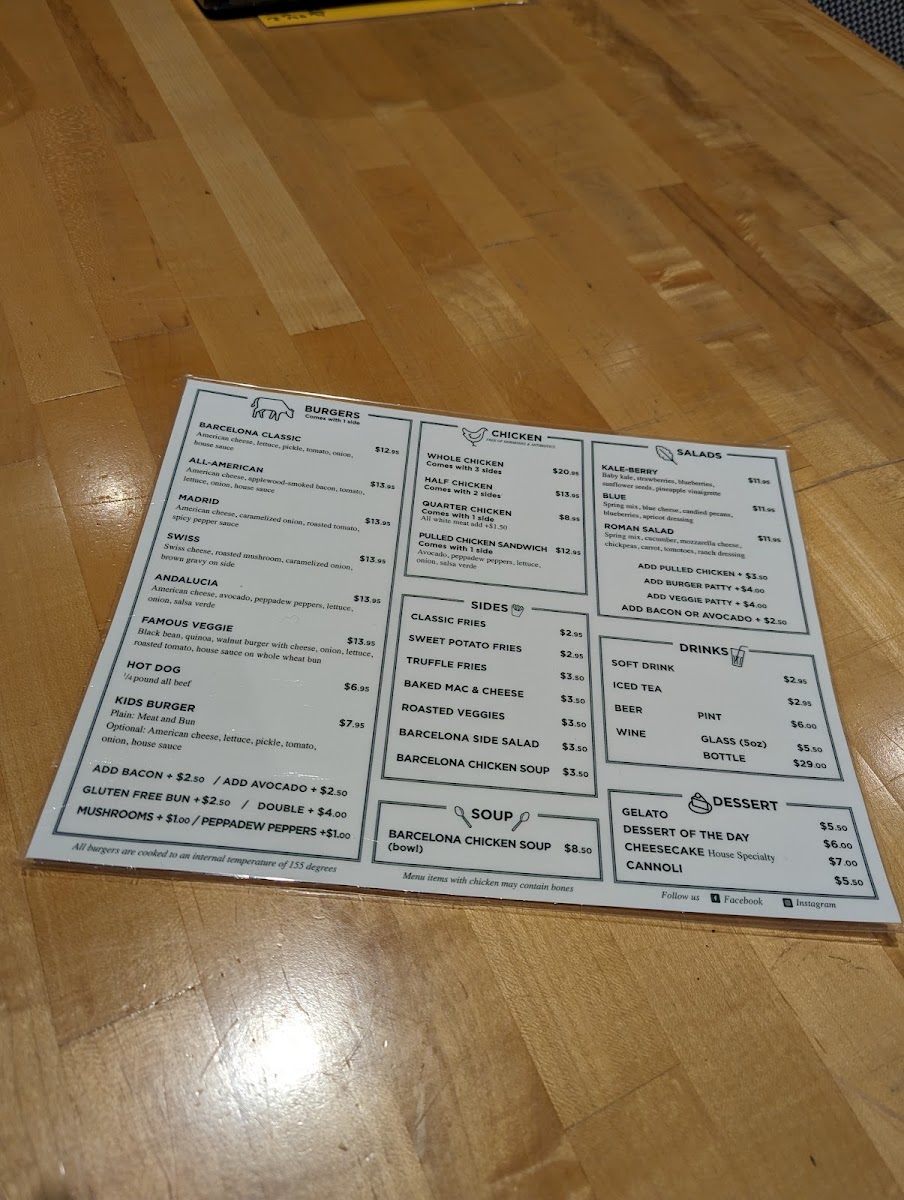 BURGERS
Comes with 1 side
BARCELONA CLASSIC
American cheese, lettuce, pickle, tomato, onion,
house sauce
$12.95
ALL-AMERICAN
American cheese, applewood-smoked bacon, tomato,
lettuce, onion, house sauce
$13.95
MADRID
American cheese, caramelized onion, roasted tomato,
spicy pepper sauce
$13.95
SWISS
Swiss cheese, roasted mushroom, caramelized onion,
brown gravy on side
$13.95
ANDALUCIA
American cheese, avocado, peppadew peppers, lettuce,
onion, salsa verde
$13.95
FAMOUS VEGGIE
Black bean, quinoa, walnut burger with cheese, onion, lettuce,
roasted tomato, house sauce on whole wheat bun
$13.95
HOT DOG
1/4 pound all beef
$6.95
KIDS BURGER
Plain: Meat and Bun
Optional: American cheese, lettuce, pickle, tomato,
onion, house sauce
$7.95
ADD BACON + $2.50 / ADD AVOCADO + $2.50
GLUTEN FREE BUN + $2.50 / DOUBLE + $4.00
MUSHROOMS + $1.00 / PEPPADEW PEPPERS +$1.00
All burgers are cooked to an internal temperature of 155 degrees
CHICKEN
FREE OF HORMONES & ANTIBIOTICS
WHOLE CHICKEN $20.95
Comes with 3 sides
HALF CHICKEN $13.95
Comes with 2 sides
QUARTER CHICKEN $8.95
Comes with 1 side
All white meat add +$1.50
PULLED CHICKEN SANDWICH $12.95
Comes with 1 side
Avocado, peppadew peppers, lettuce,
onion, salsa verde
SIDES
CLASSIC FRIES $2.95
SWEET POTATO FRIES $2.95
TRUFFLE FRIES $3.50
BAKED MAC & CHEESE $3.50
ROASTED VEGGIES $3.50
BARCELONA SIDE SALAD $3.50
BARCELONA CHICKEN SOUP $3.50
SOUP
BARCELONA CHICKEN SOUP $8.50
(bowl)
Menu items with chicken may contain bones
SALADS
KALE-BERRY
Baby kale, strawberries, blueberries,
sunflower seeds, pineapple vinaigrette
$11.95
BLUE
Spring mix, blue cheese, candied pecans,
blueberries, apricot dressing
$11.95
ROMAN SALAD
Spring mix, cucumber, mozzarella cheese,
chickpeas, carrot, tomotoes, ranch dressing
$11.95
ADD PULLED CHICKEN + $3.50
ADD BURGER PATTY +$4.00
ADD VEGGIE PATTY + $4.00
ADD BACON OR AVOCADO + $2.50
DRINKS
SOFT DRINK $2.95
ICED TEA $2.95
BEER PINT $6.00
WINE GLASS (5oz) $5.50
BOTTLE $29.00
DESSERT
GELATO $5.50
DESSERT OF THE DAY $6.00
CHEESECAKE House Specialty $7.00
CANNOLI $5.50
Follow us Facebook Instagram